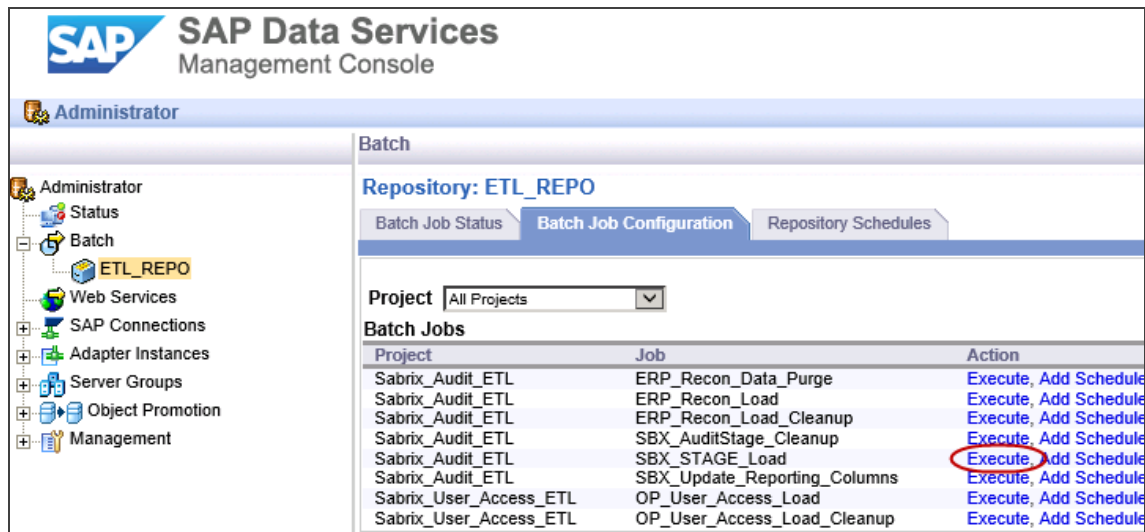 SAP SAP Data Services
Management Console
Administrator
Batch
Administrator
Status
Batch
ETL_REPO
Web Services
SAP Connections
Adapter Instances
Server Groups
Object Promotion
Management
Repository: ETL_REPO
Batch Job Status Batch Job Configuration Repository Schedules
Project All Projects
Batch Jobs
Project Job Action
Sabrix_Audit_ETL ERP_Recon_Data_Purge Execute, Add Schedule
Sabrix_Audit_ETL ERP_Recon_Load Execute, Add Schedule
Sabrix_Audit_ETL ERP_Recon_Load_Cleanup Execute, Add Schedule
Sabrix_Audit_ETL SBX_AuditStage_Cleanup Execute, Add Schedule
Sabrix_Audit_ETL SBX_STAGE_Load Execute, Add Schedule
Sabrix_Audit_ETL SBX_Update_Reporting_Columns Execute, Add Schedule
Sabrix_User_Access_ETL OP_User_Access_Load Execute, Add Schedule
Sabrix_User_Access_ETL OP_User_Access_Load_Cleanup Execute, Add Schedule